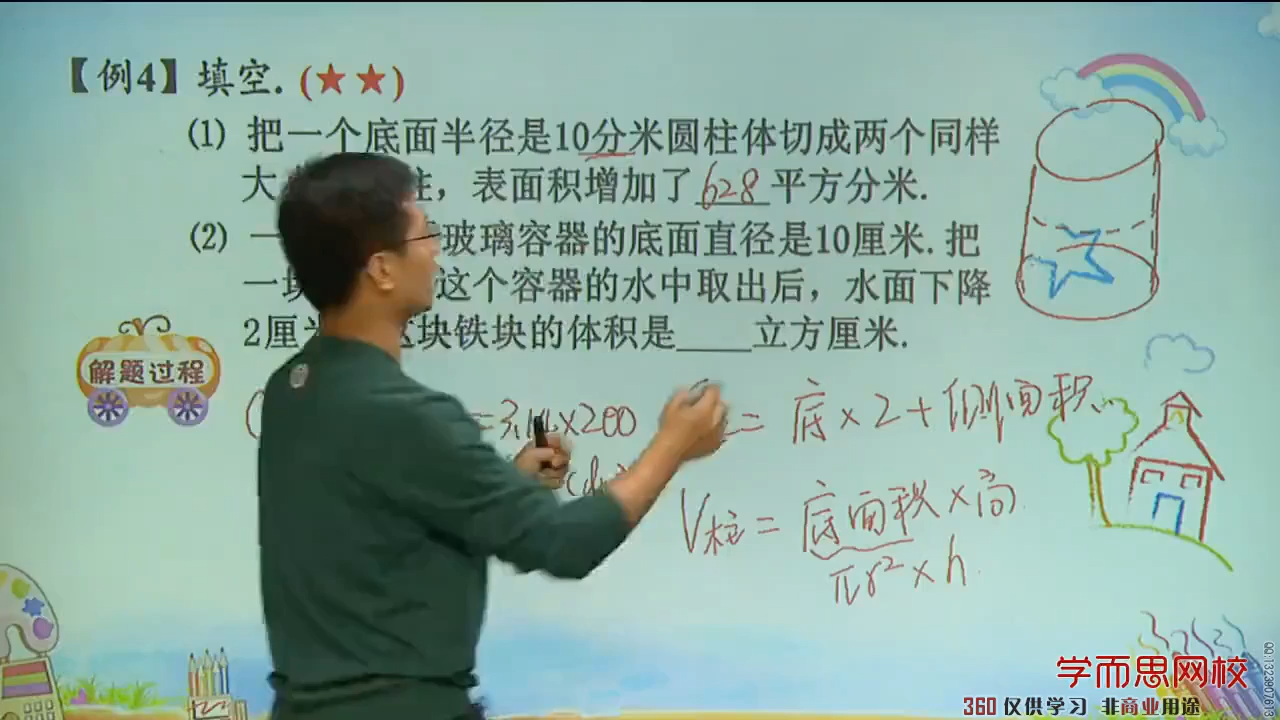 【例4】填空.(★★)
(1) 把一个底面半径是10分米圆柱体切成两个同样
大 柱，表面积增加了628平方分米.
(2) 一 玻璃容器的底面直径是10厘米.把
一块 这个容器的水中取出后，水面下降
2厘米 这块铁块的体积是____立方厘米.
解题过程
=3.14×200
= 底×2+侧面积
V柱=底面积×高
πr²×h
学而思网校
360仅供学习 非商业用途